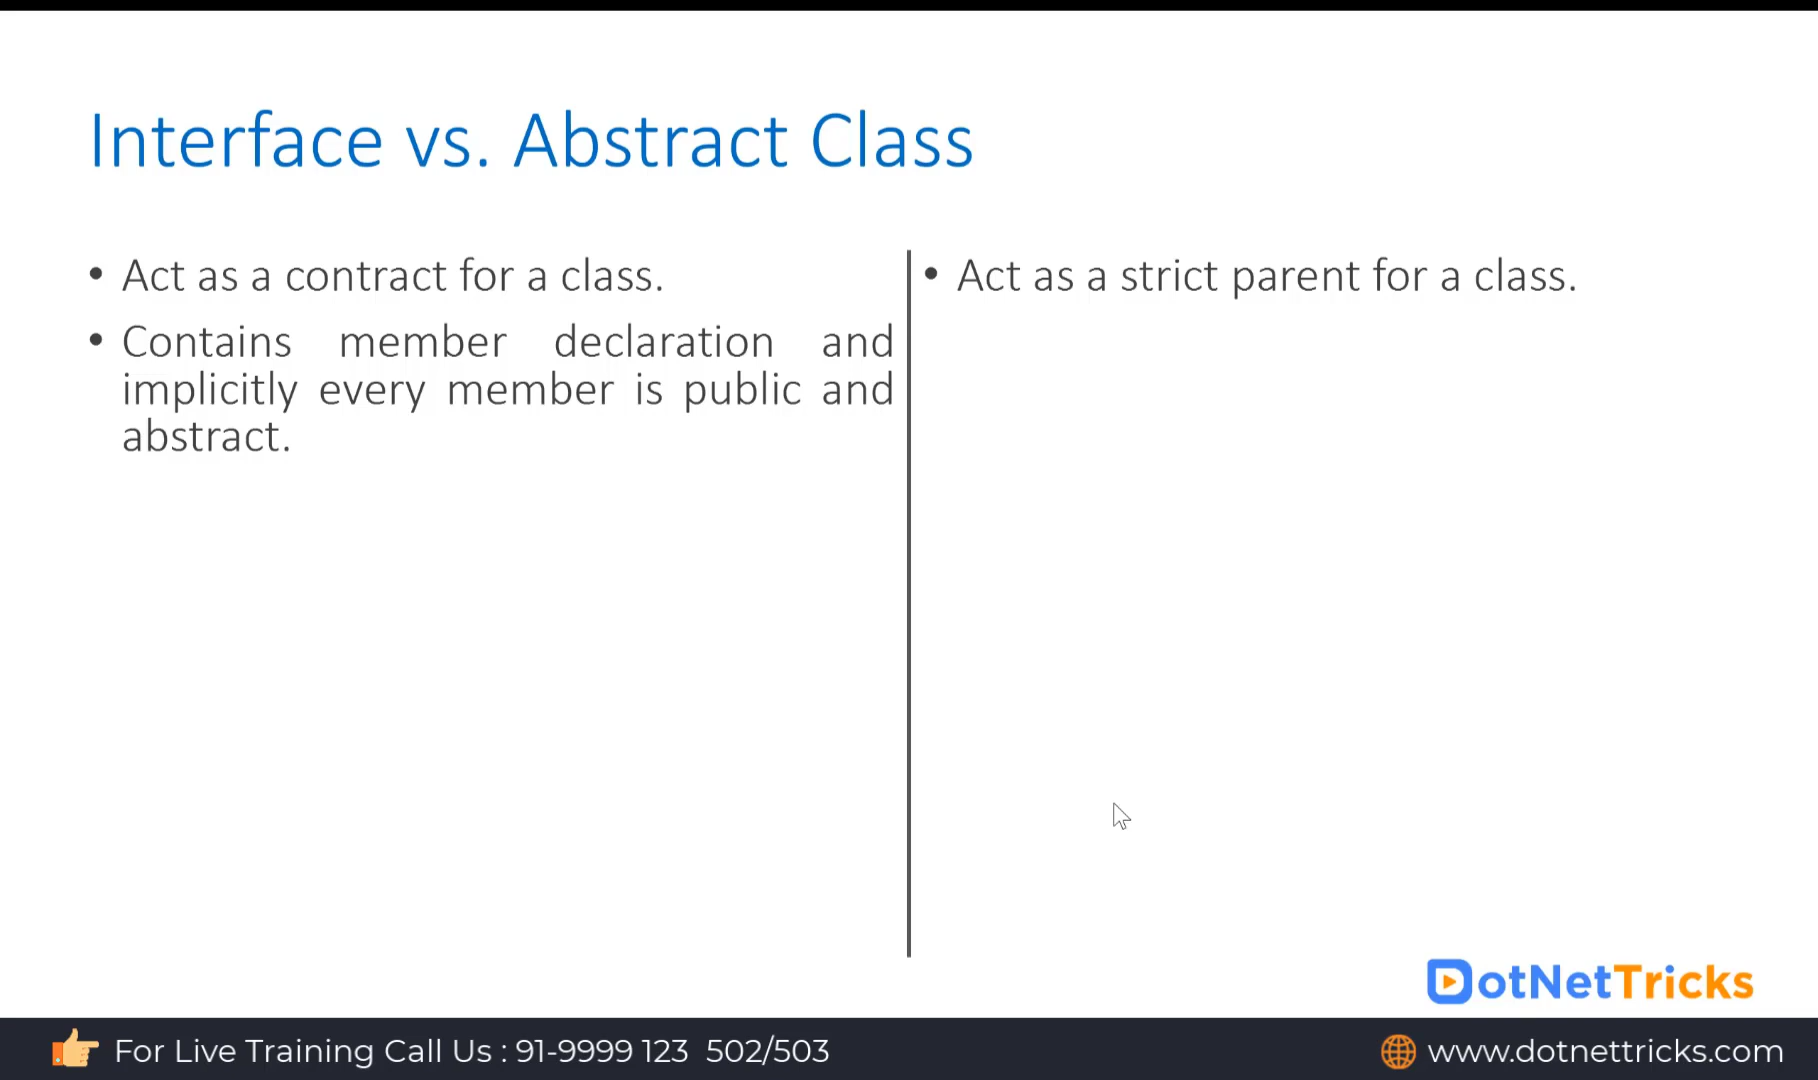 Interface vs. Abstract Class
• Act as a contract for a class.
• Contains member declaration and
implicitly every member is public and
abstract.
• Act as a strict parent for a class.
DotNetTricks
For Live Training Call Us : 91-9999 123 502/503
www.dotnettricks.com